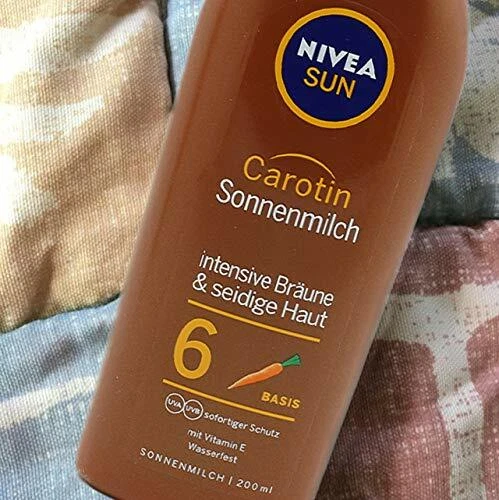 NIVEA
SUN
Carotin
Sonnenmilch
intensive Bräune
& seidige Haut
6
BASIS
UVA UVB sofortiger Schutz
mit Vitamin E
Wasserfest
SONNENMILCH | 200 ml